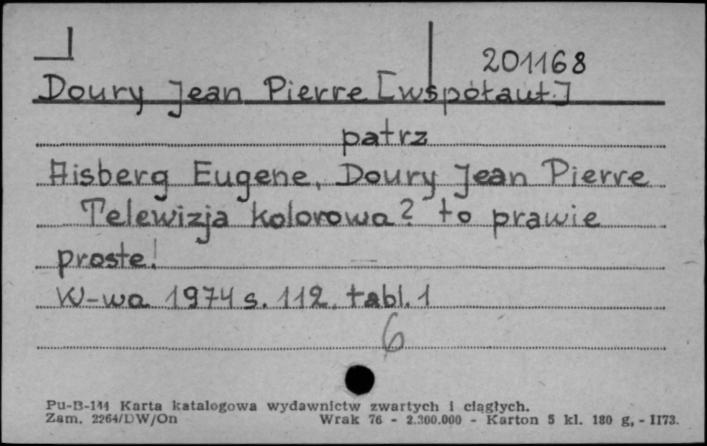 201168
Doury Jean Pierre [współaut.]
patrz
Aisberg Eugene, Doury Jean Pierre
Telewizja kolorowa? to prawie
proste!
W-wa 1974 s. 112. tabl. 1
6
Pu-B-144 Karta katalogowa wydawnictw zwartych i ciągłych.
Zam. 2264/DW/On Wrak 76 - 2.300.000 - Karton 5 kl. 180 g. - II73.